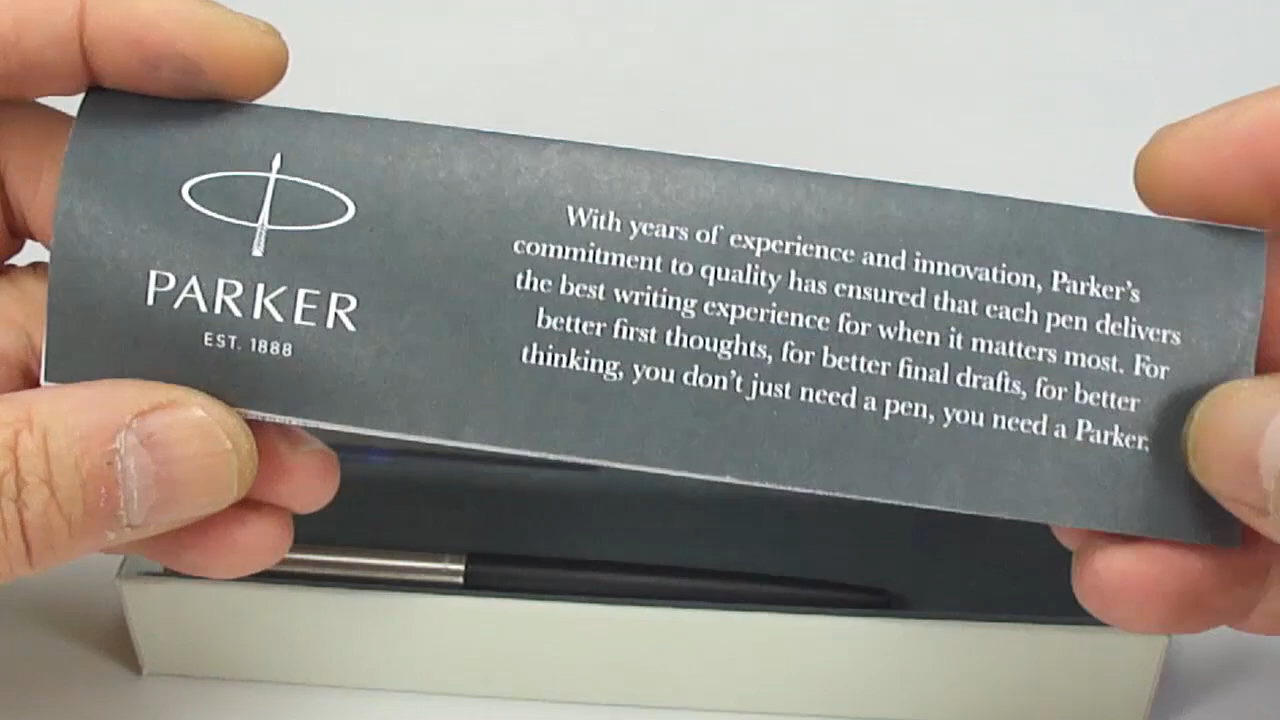 PARKER
EST. 1888
With years of experience and innovation, Parker's
commitment to quality has ensured that each pen delivers
the best writing experience for when it matters most. For
better first thoughts, for better final drafts, for better
thinking, you don't just need a pen, you need a Parker.